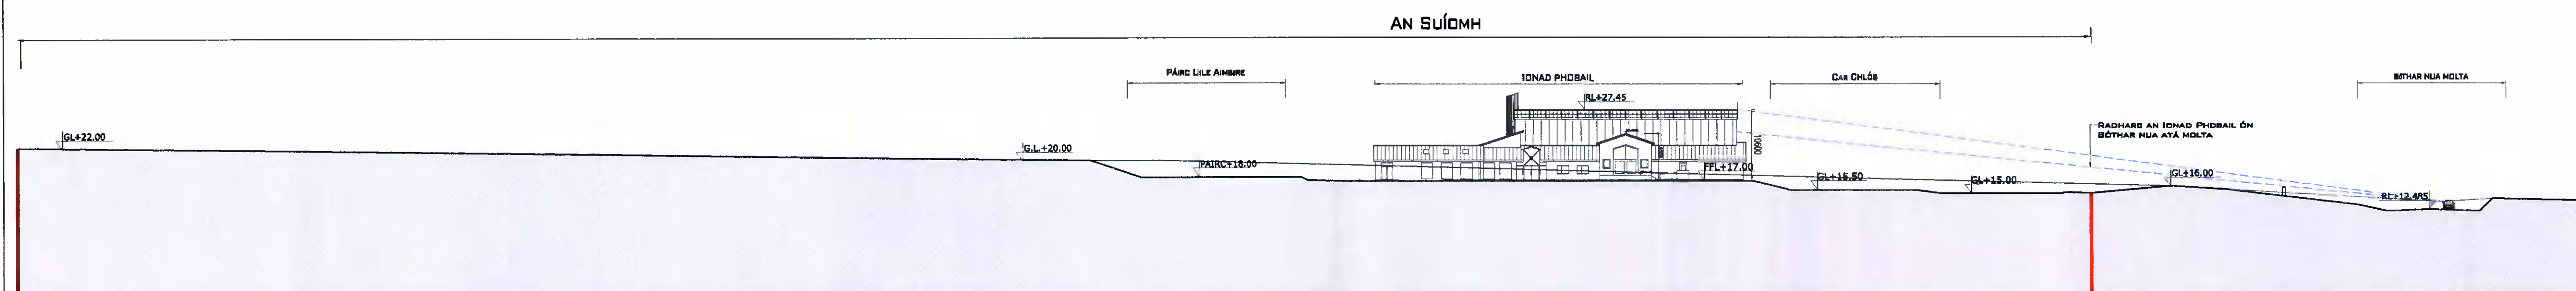 AN SUÍOMH
PÁIRC UILE AIMSIRE
IONAD PHOBAIL
CAR CHLÓS
BÓTHAR NUA MOLTA
RL+27.45
GL+22.00
G.L.+20.00
PAIRC+18.00
10600
FFL+17.00
GL+15.50
GL+15.00
RADHARC AN IONAD PHOBAIL ÓN
BÓTHAR NUA ATÁ MOLTA
GL+16.00
RL+12.485